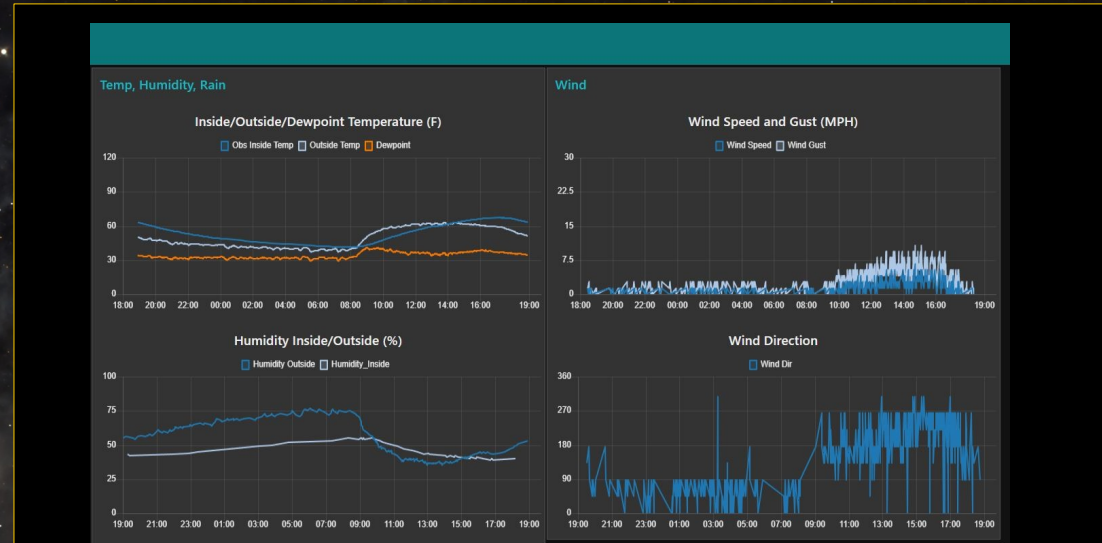 Temp, Humidity, Rain
Inside/Outside/Dewpoint Temperature (F)
Obs Inside Temp Outside Temp Dewpoint
120
90
60
30
0
18:00 20:00 22:00 00:00 02:00 04:00 06:00 08:00 10:00 12:00 14:00 16:00 19:00
Humidity Inside/Outside (%)
Humidity Outside Humidity_Inside
100
75
50
25
0
19:00 21:00 23:00 01:00 03:00 05:00 07:00 09:00 11:00 13:00 15:00 17:00 19:00
Wind
Wind Speed and Gust (MPH)
Wind Speed Wind Gust
30
22.5
15
7.5
0
18:00 20:00 22:00 00:00 02:00 04:00 06:00 08:00 10:00 12:00 14:00 16:00 19:00
Wind Direction
Wind Dir
360
270
180
90
0
19:00 21:00 23:00 01:00 03:00 05:00 07:00 09:00 11:00 13:00 15:00 17:00 19:00